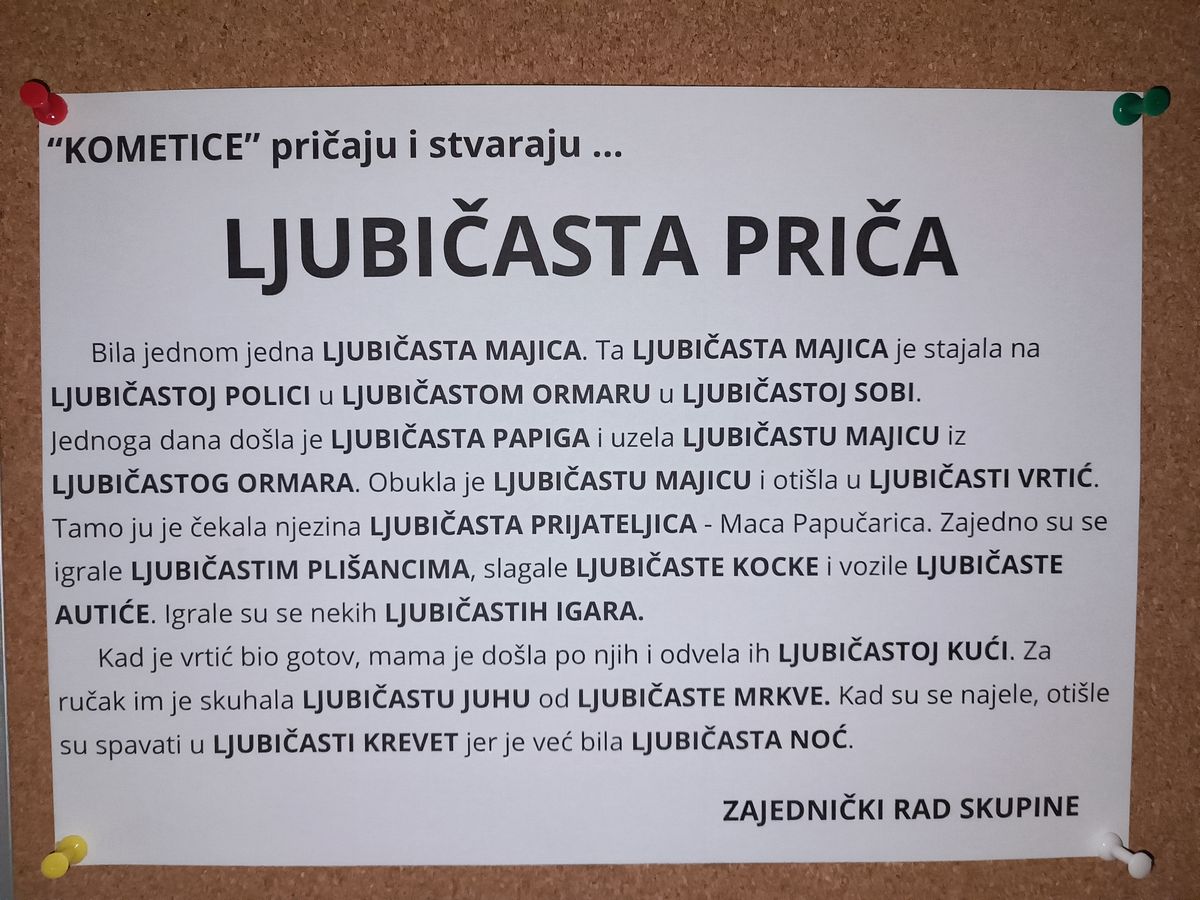 “KOMETICE” pričaju i stvaraju ...
LJUBIČASTA PRIČA
Bila jednom jedna LJUBIČASTA MAJICA. Ta LJUBIČASTA MAJICA je stajala na
LJUBIČASTOJ POLICI u LJUBIČASTOM ORMARU u LJUBIČASTOJ SOBI.
Jednoga dana došla je LJUBIČASTA PAPIGA i uzela LJUBIČASTU MAJICU iz
LJUBIČASTOG ORMARA. Obukla je LJUBIČASTU MAJICU i otišla u LJUBIČASTI VRTIĆ.
Tamo ju je čekala njezina LJUBIČASTA PRIJATELJICA - Maca Papučarica. Zajedno su se
igrale LJUBIČASTIM PLIŠANCIMA, slagale LJUBIČASTE KOCKE i vozile LJUBIČASTE
AUTIĆE. Igrale su se nekih LJUBIČASTIH IGARA.
Kad je vrtić bio gotov, mama je došla po njih i odvela ih LJUBIČASTOJ KUĆI. Za
ručak im je skuhala LJUBIČASTU JUHU od LJUBIČASTE MRKVE. Kad su se najele, otišle
su spavati u LJUBIČASTI KREVET jer je već bila LJUBIČASTA NOĆ.
ZAJEDNIČKI RAD SKUPINE